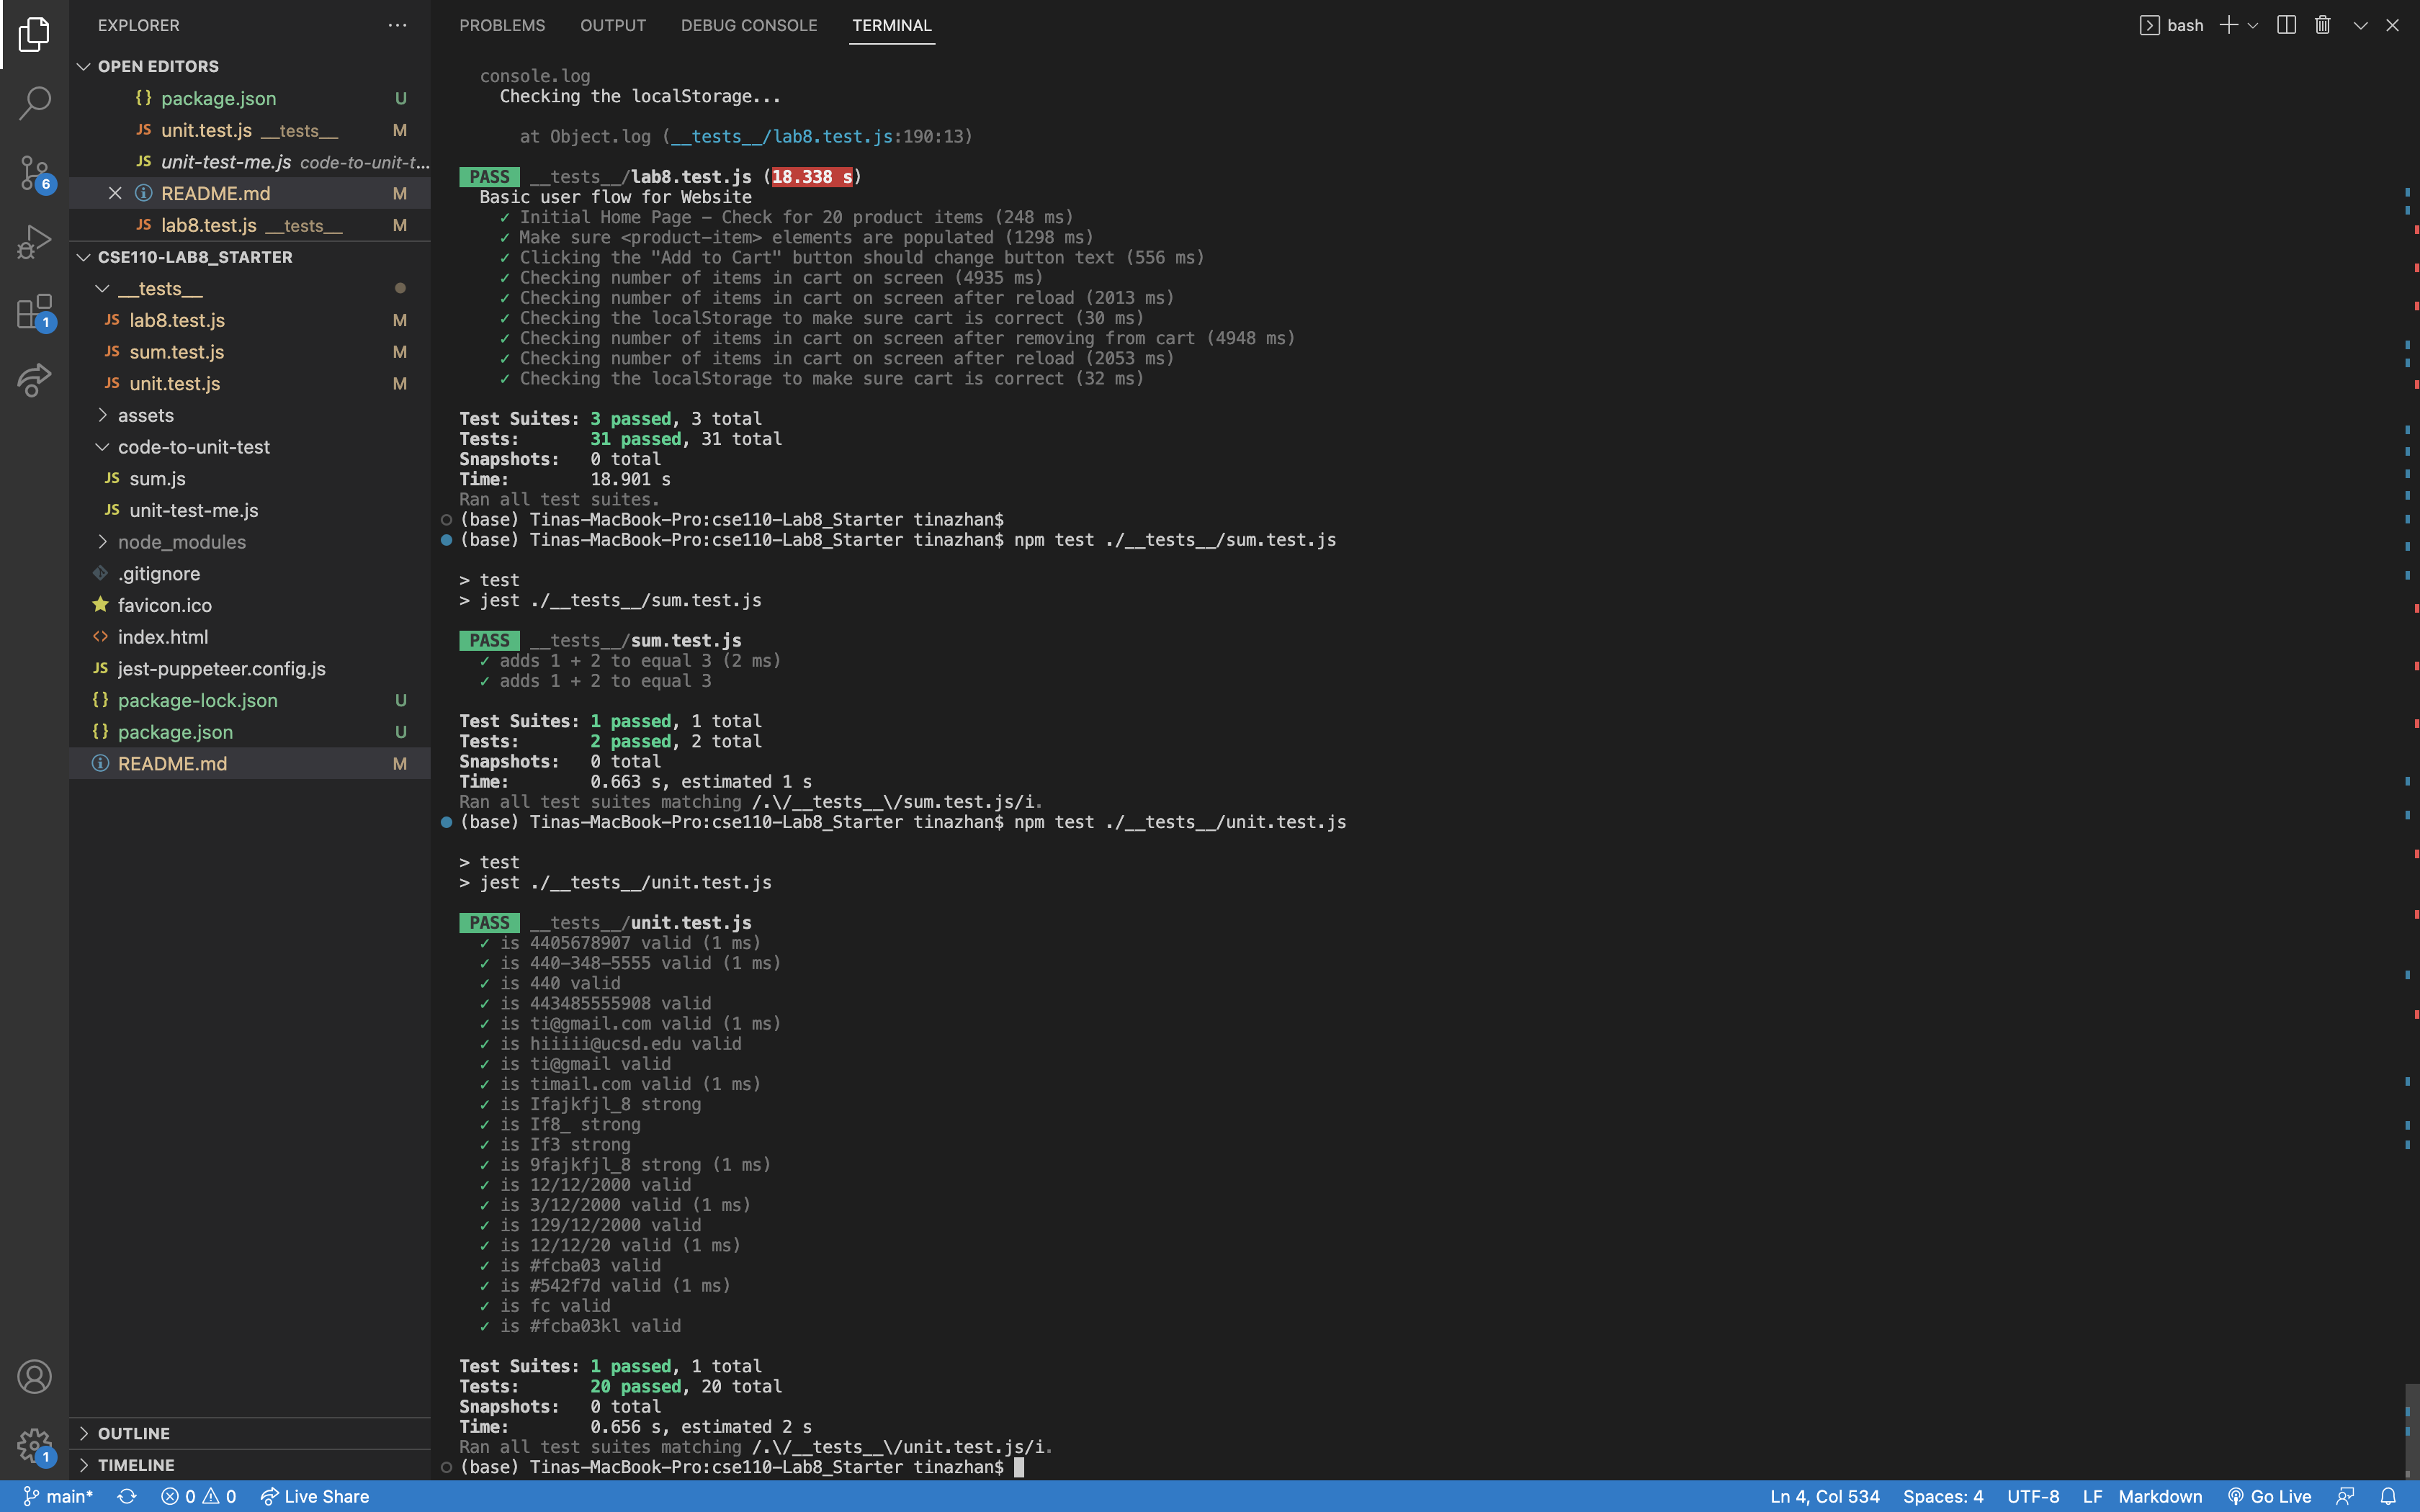 EXPLORER
OPEN EDITORS
{} package.json U
JS unit.test.js __tests__ M
JS unit-test-me.js code-to-unit-t...
README.md M
JS lab8.test.js __tests__ M
CSE110-LAB8_STARTER
__tests__
JS lab8.test.js M
JS sum.test.js M
JS unit.test.js M
assets
code-to-unit-test
JS sum.js
JS unit-test-me.js
node_modules
.gitignore
favicon.ico
<> index.html
JS jest-puppeteer.config.js
{} package-lock.json U
{} package.json U
README.md M
OUTLINE
TIMELINE
6
1
1
PROBLEMS OUTPUT DEBUG CONSOLE TERMINAL
bash
console.log
Checking the localStorage...
at Object.log (__tests__/lab8.test.js:190:13)
PASS __tests__/lab8.test.js (18.338 s)
Basic user flow for Website
✓ Initial Home Page – Check for 20 product items (248 ms)
✓ Make sure <product-item> elements are populated (1298 ms)
✓ Clicking the "Add to Cart" button should change button text (556 ms)
✓ Checking number of items in cart on screen (4935 ms)
✓ Checking number of items in cart on screen after reload (2013 ms)
✓ Checking the localStorage to make sure cart is correct (30 ms)
✓ Checking number of items in cart on screen after removing from cart (4948 ms)
✓ Checking number of items in cart on screen after reload (2053 ms)
✓ Checking the localStorage to make sure cart is correct (32 ms)
Test Suites: 3 passed, 3 total
Tests: 31 passed, 31 total
Snapshots: 0 total
Time: 18.901 s
Ran all test suites.
(base) Tinas-MacBook-Pro:cse110-Lab8_Starter tinazhan$
(base) Tinas-MacBook-Pro:cse110-Lab8_Starter tinazhan$ npm test ./__tests__/sum.test.js
> test
> jest ./__tests__/sum.test.js
PASS __tests__/sum.test.js
✓ adds 1 + 2 to equal 3 (2 ms)
✓ adds 1 + 2 to equal 3
Test Suites: 1 passed, 1 total
Tests: 2 passed, 2 total
Snapshots: 0 total
Time: 0.663 s, estimated 1 s
Ran all test suites matching /.\/__tests__\/sum.test.js/i.
(base) Tinas-MacBook-Pro:cse110-Lab8_Starter tinazhan$ npm test ./__tests__/unit.test.js
> test
> jest ./__tests__/unit.test.js
PASS __tests__/unit.test.js
✓ is 4405678907 valid (1 ms)
✓ is 440-348-5555 valid (1 ms)
✓ is 440 valid
✓ is 443485555908 valid
✓ is ti@gmail.com valid (1 ms)
✓ is hiiiii@ucsd.edu valid
✓ is ti@gmail valid
✓ is timail.com valid (1 ms)
✓ is Ifajkfjl_8 strong
✓ is If8_ strong
✓ is If3 strong
✓ is 9fajkfjl_8 strong (1 ms)
✓ is 12/12/2000 valid
✓ is 3/12/2000 valid (1 ms)
✓ is 129/12/2000 valid
✓ is 12/12/20 valid (1 ms)
✓ is #fcba03 valid
✓ is #542f7d valid (1 ms)
✓ is fc valid
✓ is #fcba03kl valid
Test Suites: 1 passed, 1 total
Tests: 20 passed, 20 total
Snapshots: 0 total
Time: 0.656 s, estimated 2 s
Ran all test suites matching /.\/__tests__\/unit.test.js/i.
(base) Tinas-MacBook-Pro:cse110-Lab8_Starter tinazhan$
main* 0 0 Live Share Ln 4, Col 534 Spaces: 4 UTF-8 LF Markdown Go Live